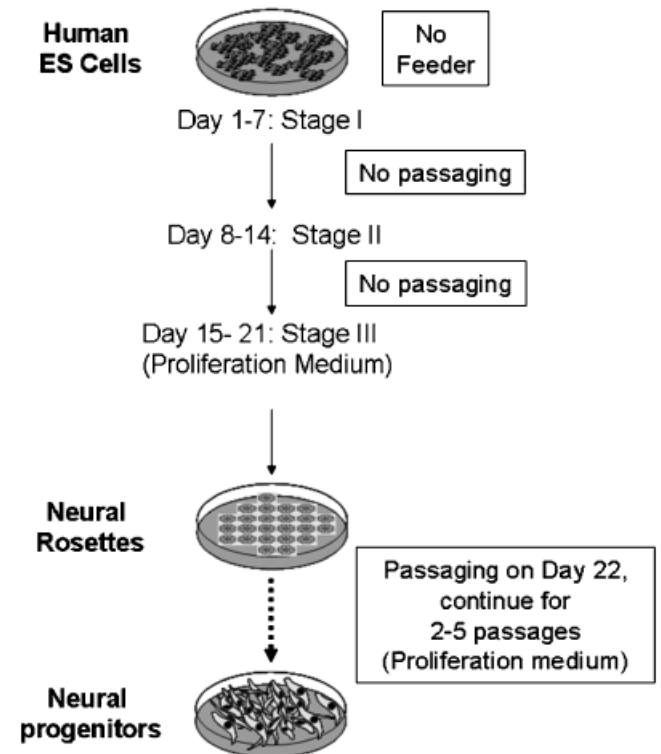 Human
ES Cells
No
Feeder
Day 1-7: Stage I
No passaging
Day 8-14: Stage II
No passaging
Day 15- 21: Stage III
(Proliferation Medium)
Neural
Rosettes
Passaging on Day 22,
continue for
2-5 passages
(Proliferation medium)
Neural
progenitors